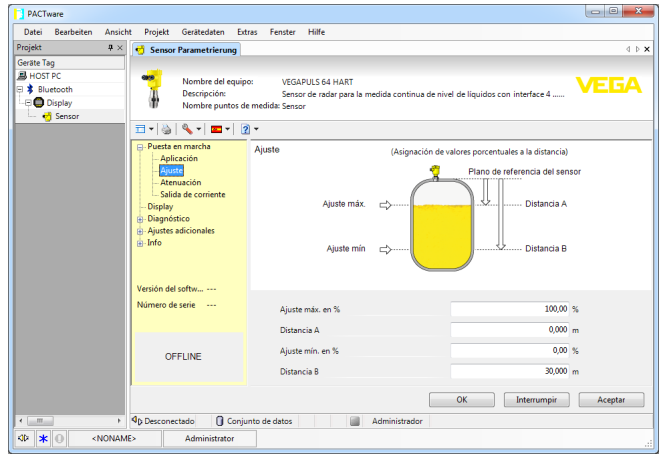 PACTware
Datei Bearbeiten Ansicht Projekt Gerätedaten Extras Fenster Hilfe
Projekt
Sensor Parametrierung
Geräte Tag
HOST PC
Bluetooth
Display
Sensor
Nombre del equipo: VEGAPULS 64 HART
Descripción: Sensor de radar para la medida continua de nivel de líquidos con interface 4 ......
Nombre puntos de medida: Sensor
VEGA
Puesta en marcha
Aplicación
Ajuste
Atenuación
Salida de corriente
Display
Diagnóstico
Ajustes adicionales
Info
Versión del softw... ---
Número de serie ---
OFFLINE
Ajuste
(Asignación de valores porcentuales a la distancia)
Plano de referencia del sensor
Ajuste máx.
Distancia A
Ajuste mín
Distancia B
Ajuste máx. en % 100,00 %
Distancia A 0,000 m
Ajuste mín. en % 0,00 %
Distancia B 30,000 m
OK Interrumpir Aceptar
Desconectado Conjunto de datos Administrador
<NONAME> Administrator